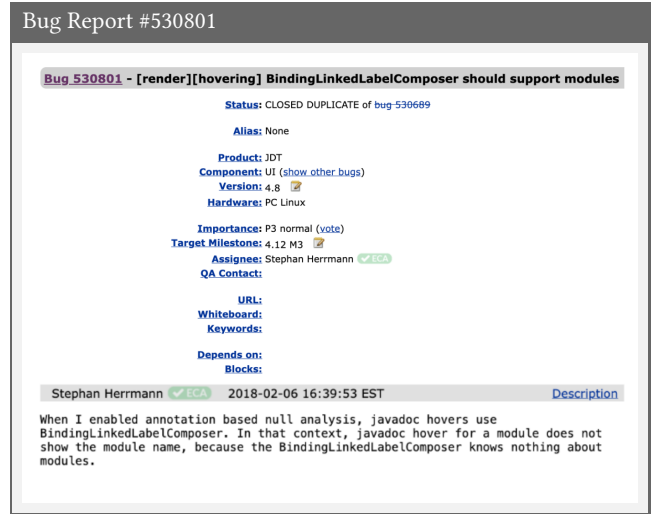 Bug Report #530801
Bug 530801 - [render][hovering] BindingLinkedLabelComposer should support modules
Status: CLOSED DUPLICATE of bug 530689
Alias: None
Product: JDT
Component: UI (show other bugs)
Version: 4.8
Hardware: PC Linux
Importance: P3 normal (vote)
Target Milestone: 4.12 M3
Assignee: Stephan Herrmann ✓ECA
QA Contact:
URL:
Whiteboard:
Keywords:
Depends on:
Blocks:
Stephan Herrmann ✓ECA 2018-02-06 16:39:53 EST Description
When I enabled annotation based null analysis, javadoc hovers use
BindingLinkedLabelComposer. In that context, javadoc hover for a module does not
show the module name, because the BindingLinkedLabelComposer knows nothing about
modules.